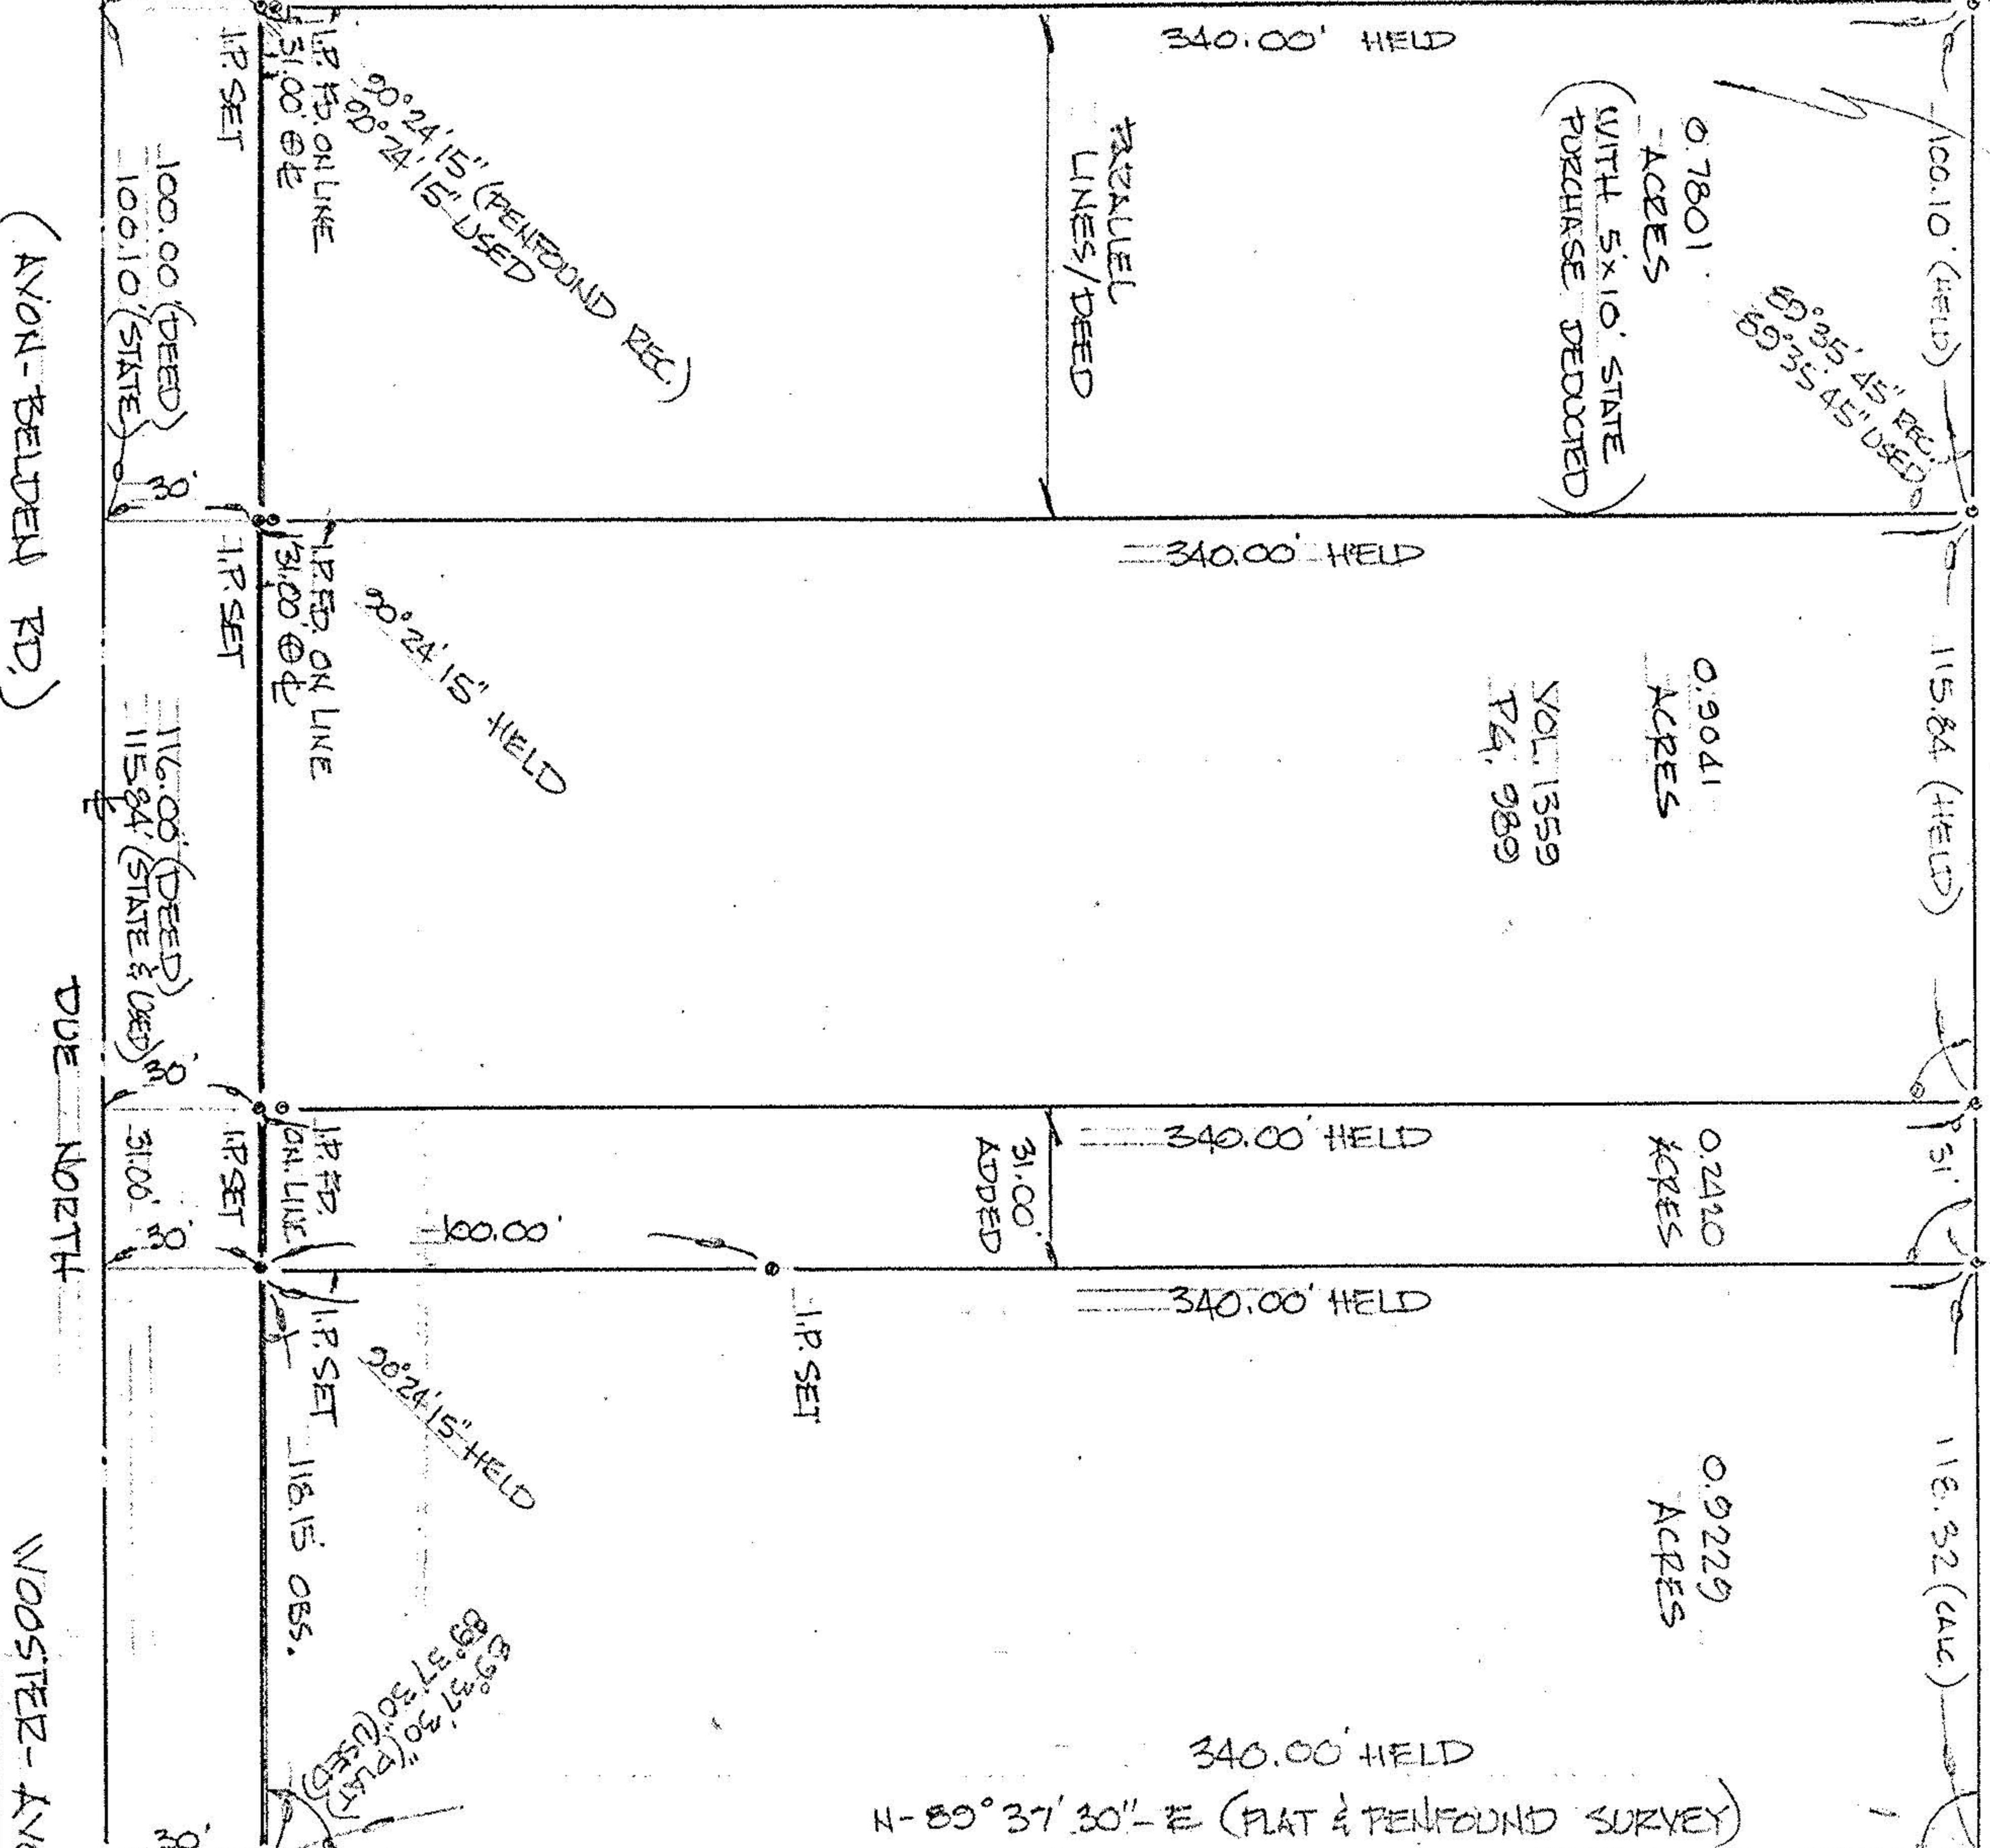 340.00' HELD
I.P. SET
I.P. FD. ON LINE
31.00'
90°24'15" (PENFOUND REC.)
90°24'15" USED
100.00' (DEED)
100.10' (STATE)
30'
PARALLEL
LINES/DEED
0.7801
ACRES
(WITH 5'x10' STATE
PURCHASE DEDUCTED)
89°35'45" REC.
89°35'45" USED
100.10' (HELD)
(AVON-BELDEN RD.)
340.00' HELD
I.P. SET
I.P. FD. ON LINE
31.00'
90°24'15" HELD
116.00' (DEED)
115.84' (STATE & USED)
30'
VOL. 1359
PG. 989
0.9041
ACRES
115.84 (HELD)
DUE NORTH
340.00' HELD
I.P. SET
I.P. FD.
ON LINE
31.00'
30'
100.00'
31.00'
ADDED
0.2420
ACRES
31'
340.00' HELD
I.P. SET
I.P. SET
90°24'15" HELD
118.15' OBS.
89°37'30" (PLAT)
89°37'30" (USED)
0.9229
ACRES
118.32 (CALC.)
340.00' HELD
N-89°37'30"-E (PLAT & PENFOUND SURVEY)
30'
WOOSTER-